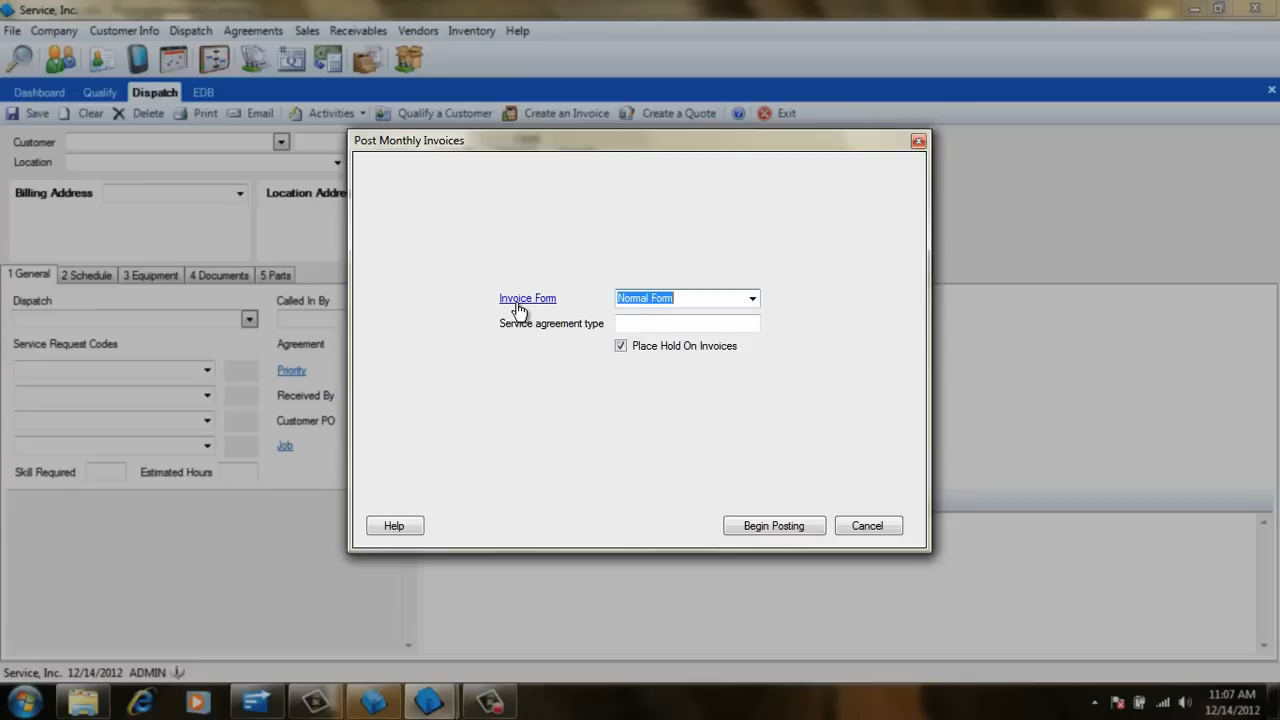 Service, Inc.
File Company Customer Info Dispatch Agreements Sales Receivables Vendors Inventory Help
Dashboard Qualify Dispatch EDB
Save Clear Delete Print Email Activities Qualify a Customer Create an Invoice Create a Quote Exit
Customer
Location
Billing Address Location Addre
1 General 2 Schedule 3 Equipment 4 Documents 5 Parts
Dispatch Called In By
Service Request Codes Agreement
Priority
Received By
Customer PO
Job
Skill Required Estimated Hours
Post Monthly Invoices
Invoice Form Normal Form
Service agreement type
Place Hold On Invoices
Help Begin Posting Cancel
Service, Inc. 12/14/2012 ADMIN
11:07 AM
12/14/2012